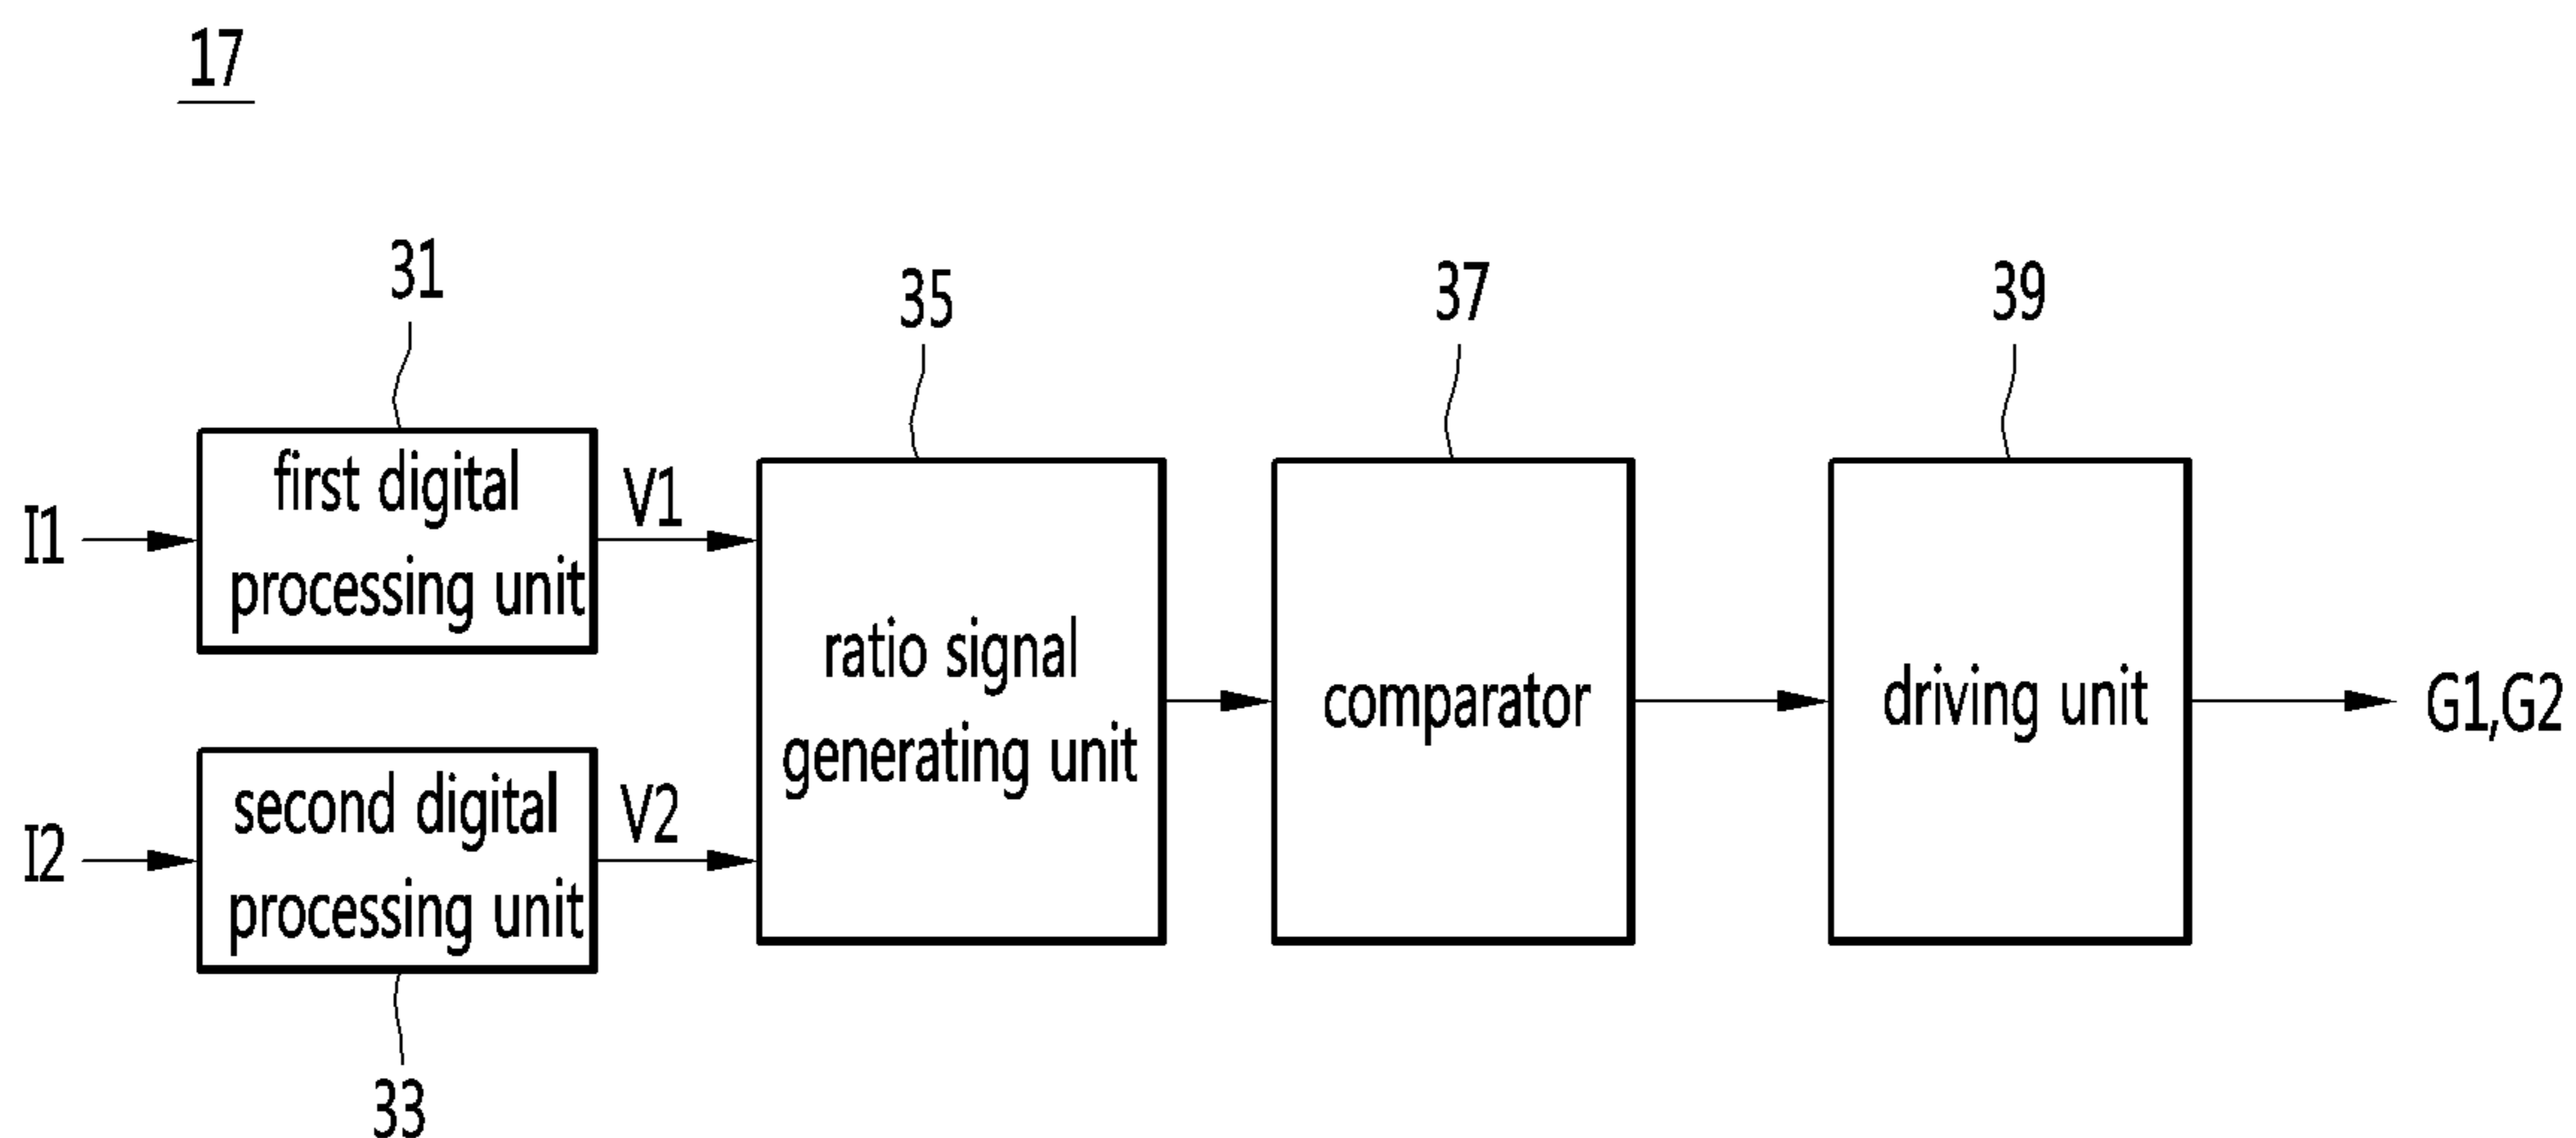 17
31
35
37
39
I1
first digital
processing unit
V1
ratio signal
generating unit
comparator
driving unit
G1,G2
I2
second digital
processing unit
V2
33